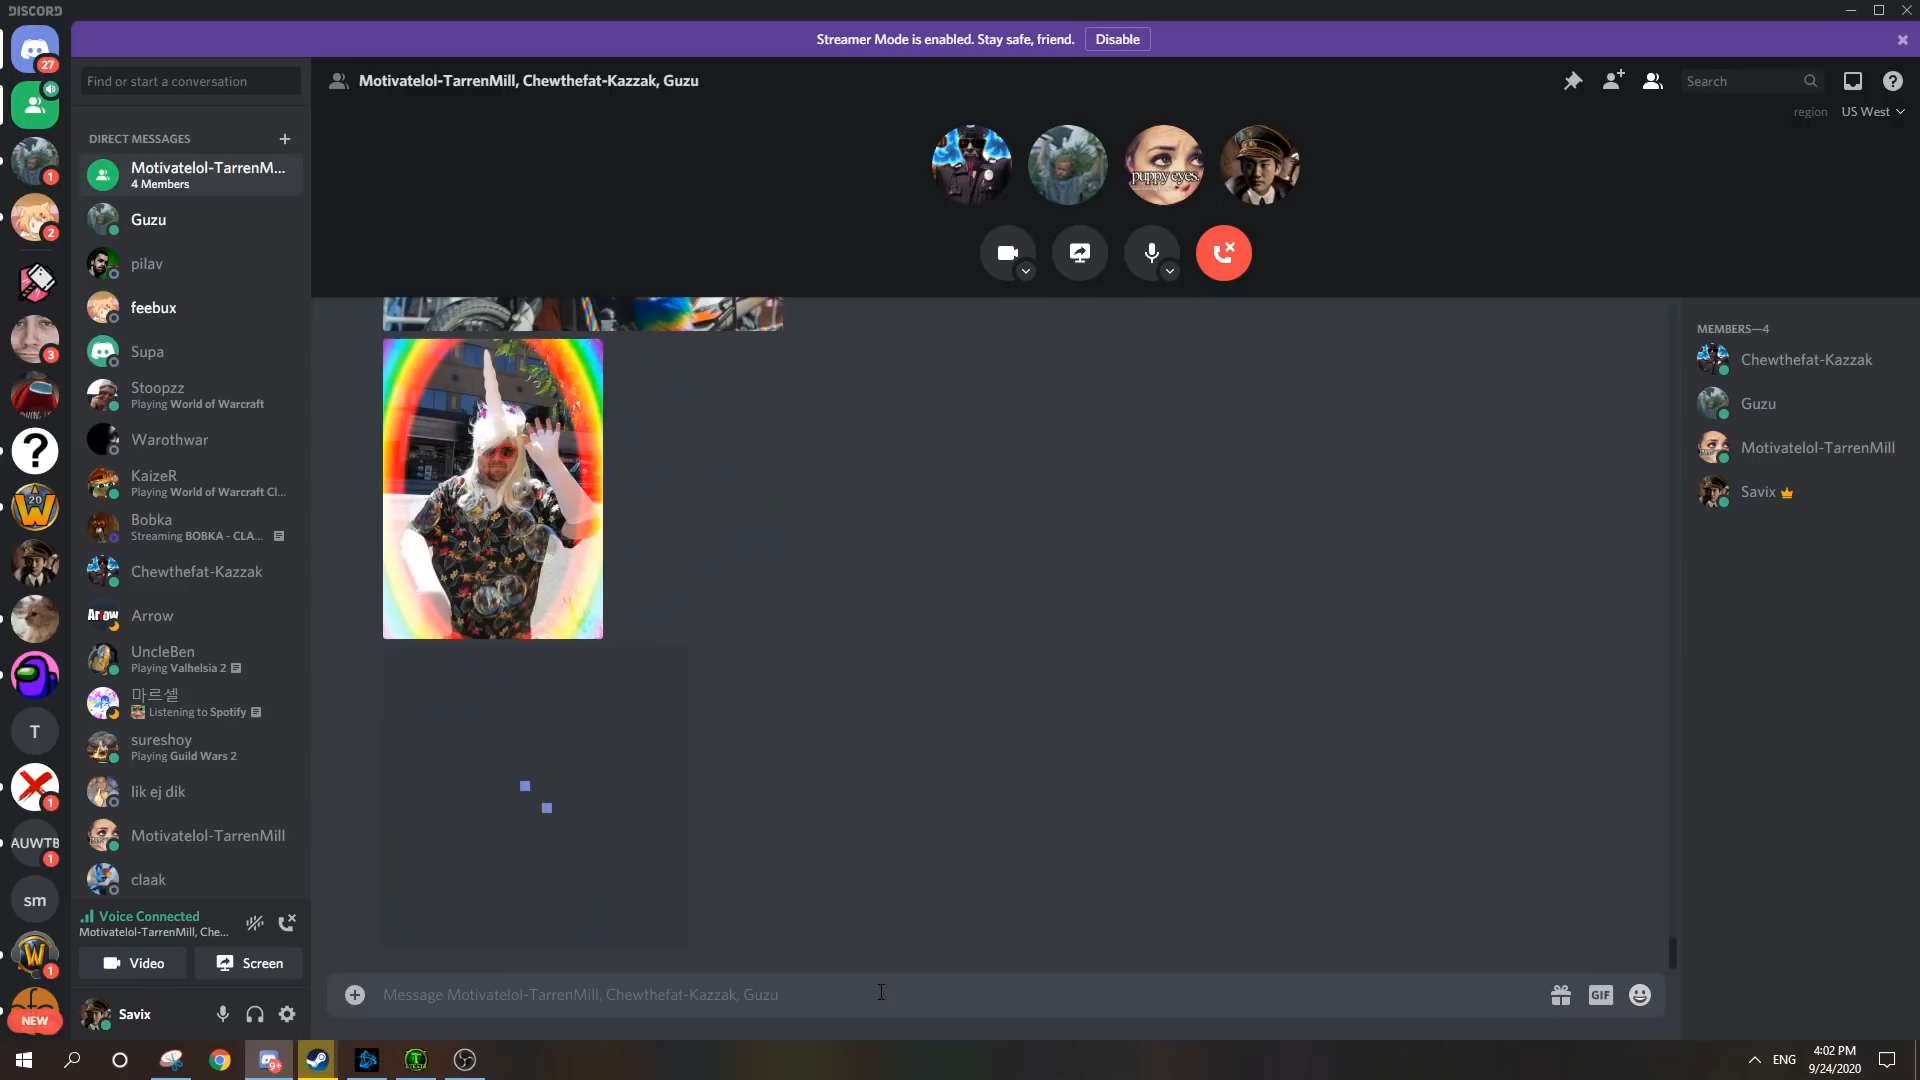 DISCORD
Streamer Mode is enabled. Stay safe, friend.
Disable
27
Find or start a conversation
Motivatelol-TarrenMill, Chewthefat-Kazzak, Guzu
Search
region
US West
DIRECT MESSAGES
Motivatelol-TarrenM...
4 Members
Guzu
pilav
feebux
Supa
Stoopzz
Playing World of Warcraft
Warothwar
KaizeR
Playing World of Warcraft Cl...
Bobka
Streaming BOBKA - CLA...
Chewthefat-Kazzak
Arrow
Arrow
UncleBen
Playing Valhelsia 2
마르셀
Listening to Spotify
sureshoy
Playing Guild Wars 2
lik ej dik
Motivatelol-TarrenMill
claak
1
2
3
?
20
W
T
1
AUWTB
1
sm
W
1
NEW
puppy eyes.
MEMBERS—4
Chewthefat-Kazzak
Guzu
Motivatelol-TarrenMill
Savix
Voice Connected
Motivatelol-TarrenMill, Che...
Video
Screen
Savix
Message Motivatelol-TarrenMill, Chewthefat-Kazzak, Guzu
GIF
9+
ENG
4:02 PM
9/24/2020